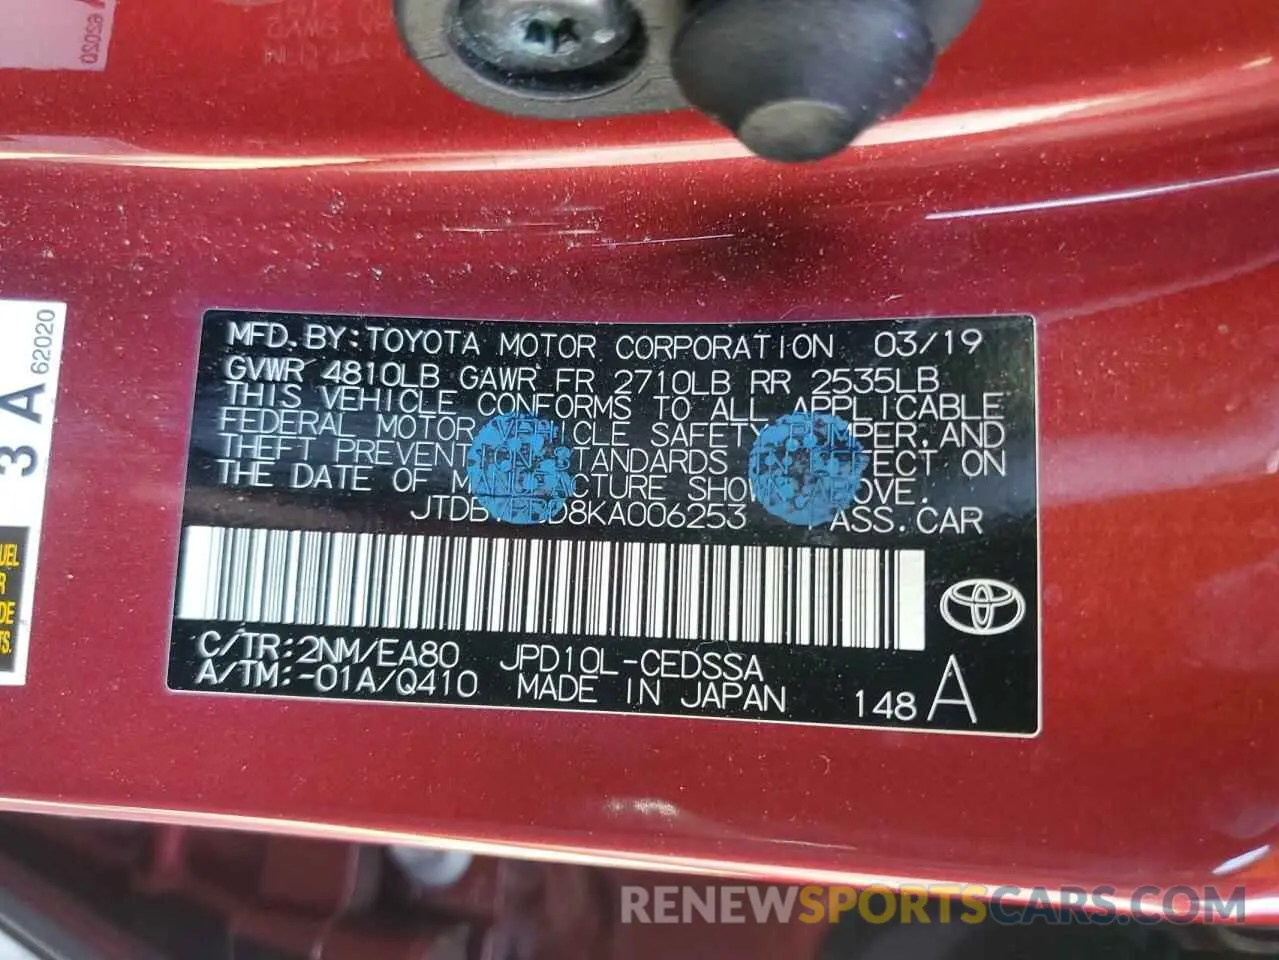 62020
3 A
MFD. BY: TOYOTA MOTOR CORPORATION 03/19
GVWR 4810LB GAWR FR 2710LB RR 2535LB
THIS VEHICLE CONFORMS TO ALL APPLICABLE
FEDERAL MOTOR VEHICLE SAFETY, BUMPER, AND
THEFT PREVENTION STANDARDS IN EFFECT ON
THE DATE OF MANUFACTURE SHOWN ABOVE.
PASS. CAR
C/TR: 2NM/EA80 JPD10L-CEDSSA
A/TM: -01A/Q410 MADE IN JAPAN 148 A
RENEWSPORTSCARS.COM